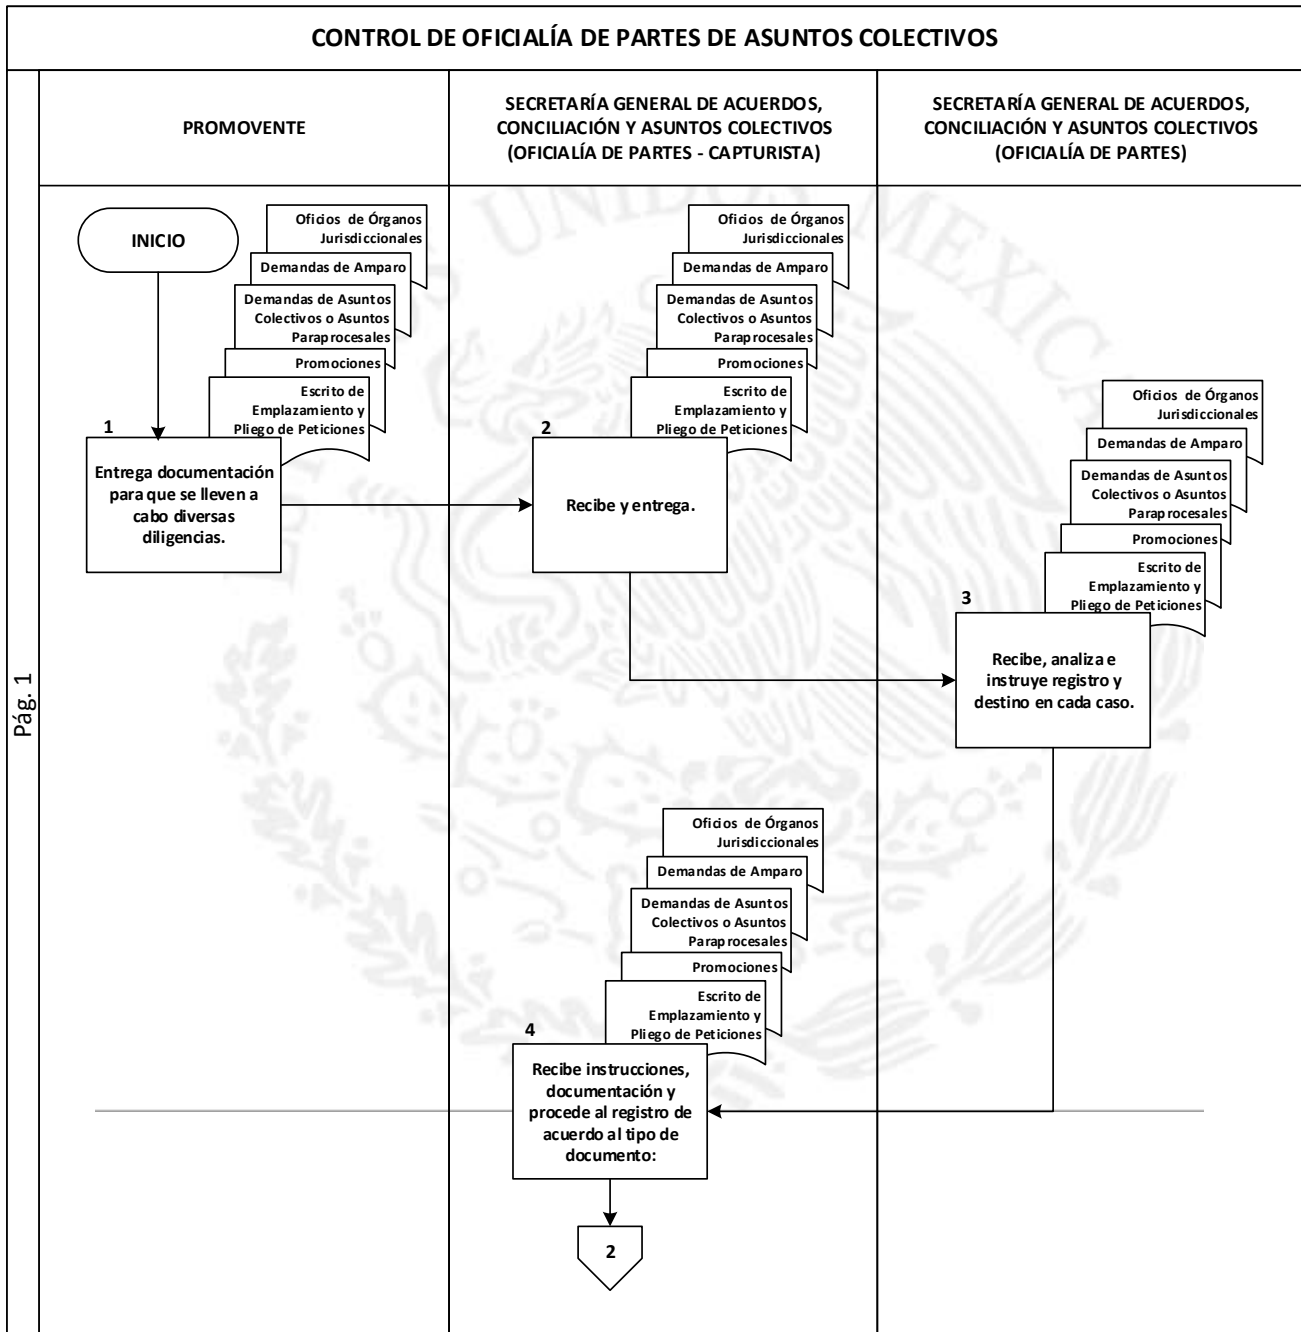 CONTROL DE OFICIALÍA DE PARTES DE ASUNTOS COLECTIVOS
PROMOVENTE
SECRETARÍA GENERAL DE ACUERDOS,
CONCILIACIÓN Y ASUNTOS COLECTIVOS
(OFICIALÍA DE PARTES - CAPTURISTA)
SECRETARÍA GENERAL DE ACUERDOS,
CONCILIACIÓN Y ASUNTOS COLECTIVOS
(OFICIALÍA DE PARTES)
Pág. 1
INICIO
Oficios de Órganos
Jurisdiccionales
Demandas de Amparo
Demandas de Asuntos
Colectivos o Asuntos
Paraprocesales
Promociones
Escrito de
Emplazamiento y
Pliego de Peticiones
1
Entrega documentación
para que se lleven a
cabo diversas
diligencias.
Oficios de Órganos
Jurisdiccionales
Demandas de Amparo
Demandas de Asuntos
Colectivos o Asuntos
Paraprocesales
Promociones
Escrito de
Emplazamiento y
Pliego de Peticiones
2
Recibe y entrega.
Oficios de Órganos
Jurisdiccionales
Demandas de Amparo
Demandas de Asuntos
Colectivos o Asuntos
Paraprocesales
Promociones
Escrito de
Emplazamiento y
Pliego de Peticiones
3
Recibe, analiza e
instruye registro y
destino en cada caso.
Oficios de Órganos
Jurisdiccionales
Demandas de Amparo
Demandas de Asuntos
Colectivos o Asuntos
Paraprocesales
Promociones
Escrito de
Emplazamiento y
Pliego de Peticiones
4
Recibe instrucciones,
documentación y
procede al registro de
acuerdo al tipo de
documento:
2
UNIDOS MEXICA